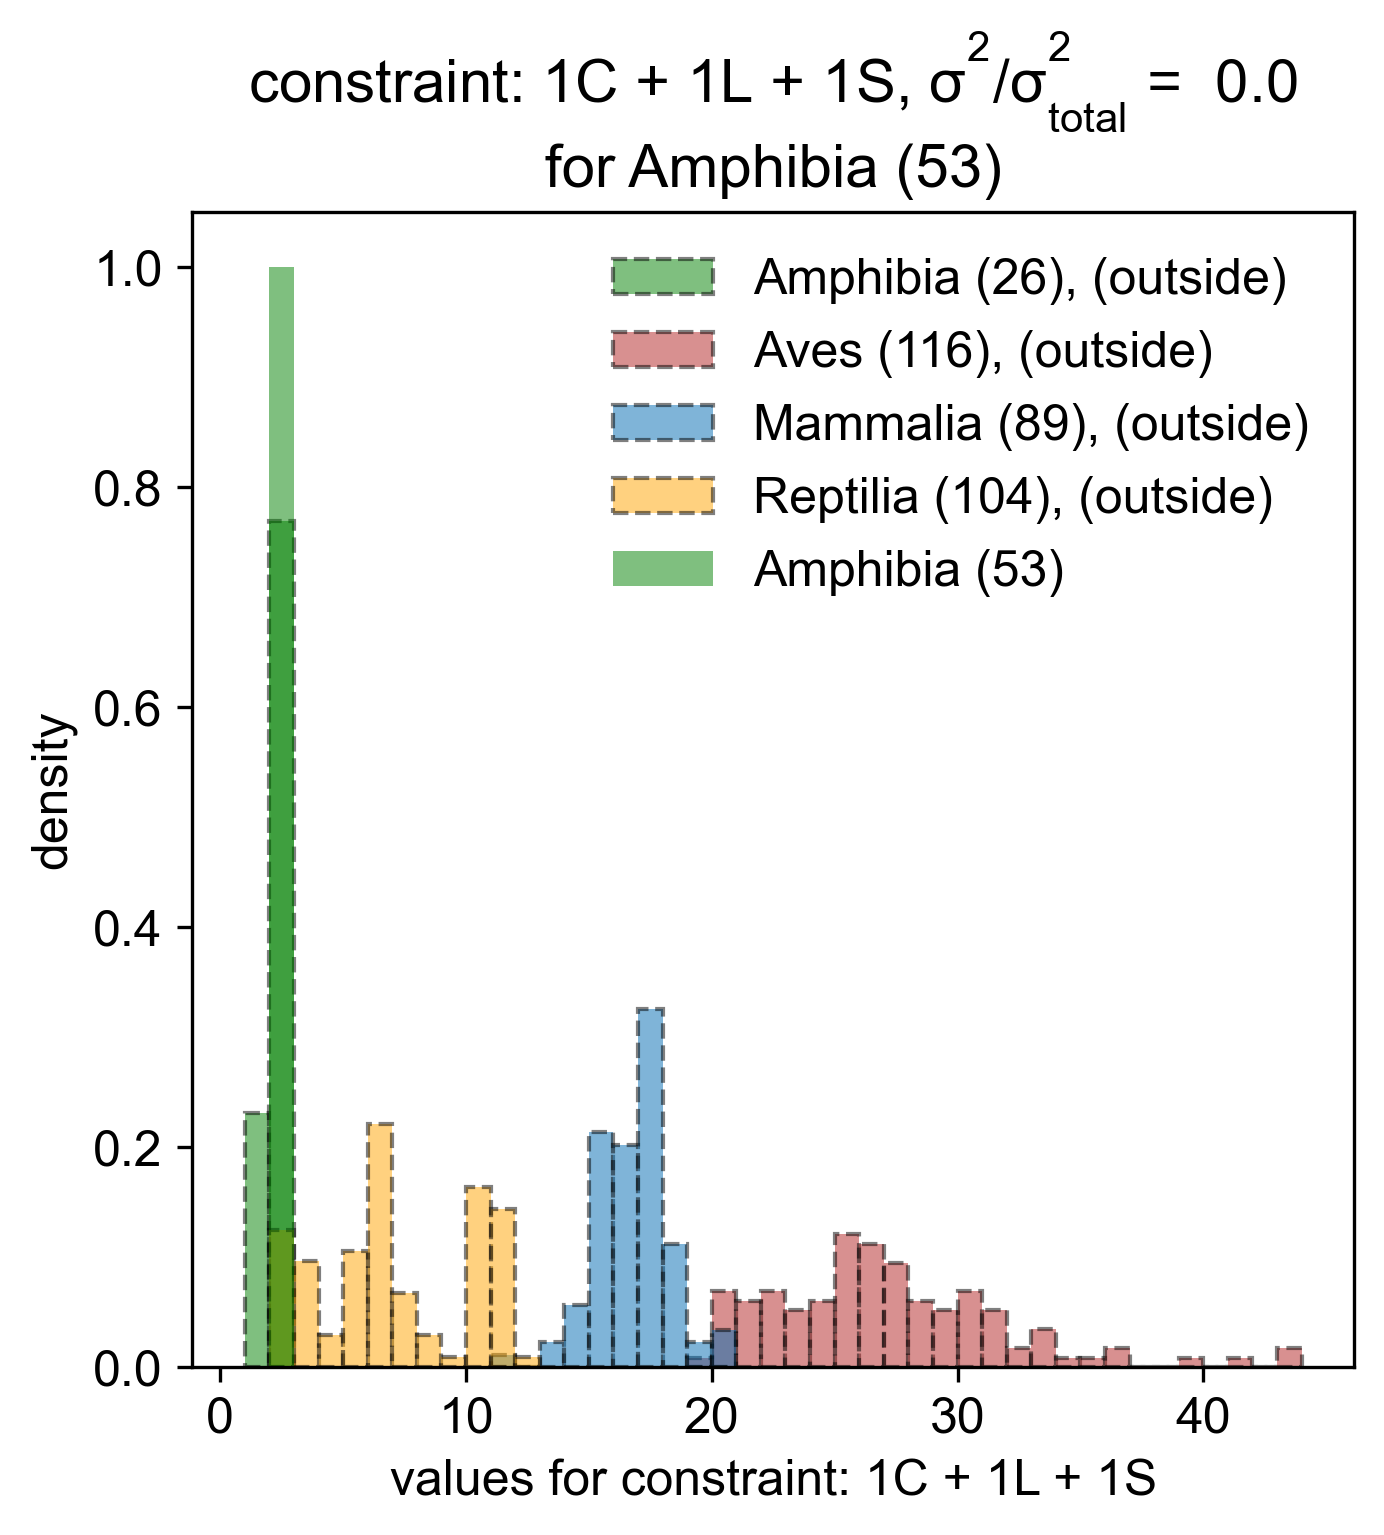 constraint: 1C + 1L + 1S, σ²/σ²total = 0.0
for Amphibia (53)
Amphibia (26), (outside)
Aves (116), (outside)
Mammalia (89), (outside)
Reptilia (104), (outside)
Amphibia (53)
density
1.0
0.8
0.6
0.4
0.2
0.0
0 10 20 30 40
values for constraint: 1C + 1L + 1S